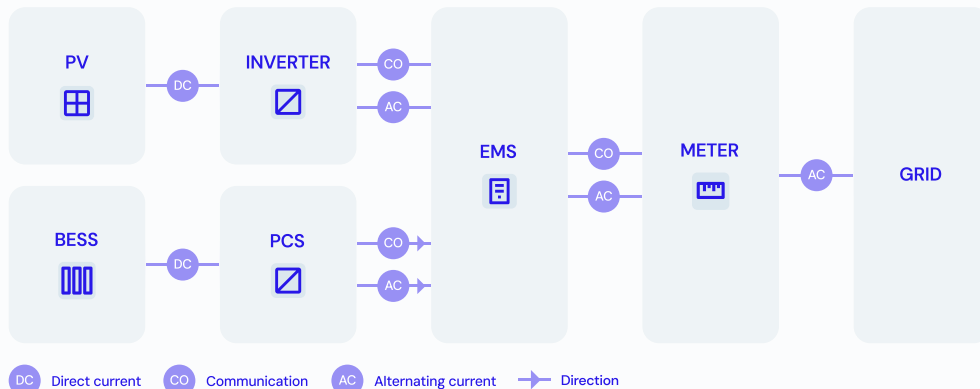 PV
DC
INVERTER
CO
AC
EMS
CO
AC
METER
AC
GRID
BESS
DC
PCS
CO
AC
DC Direct current CO Communication AC Alternating current Direction